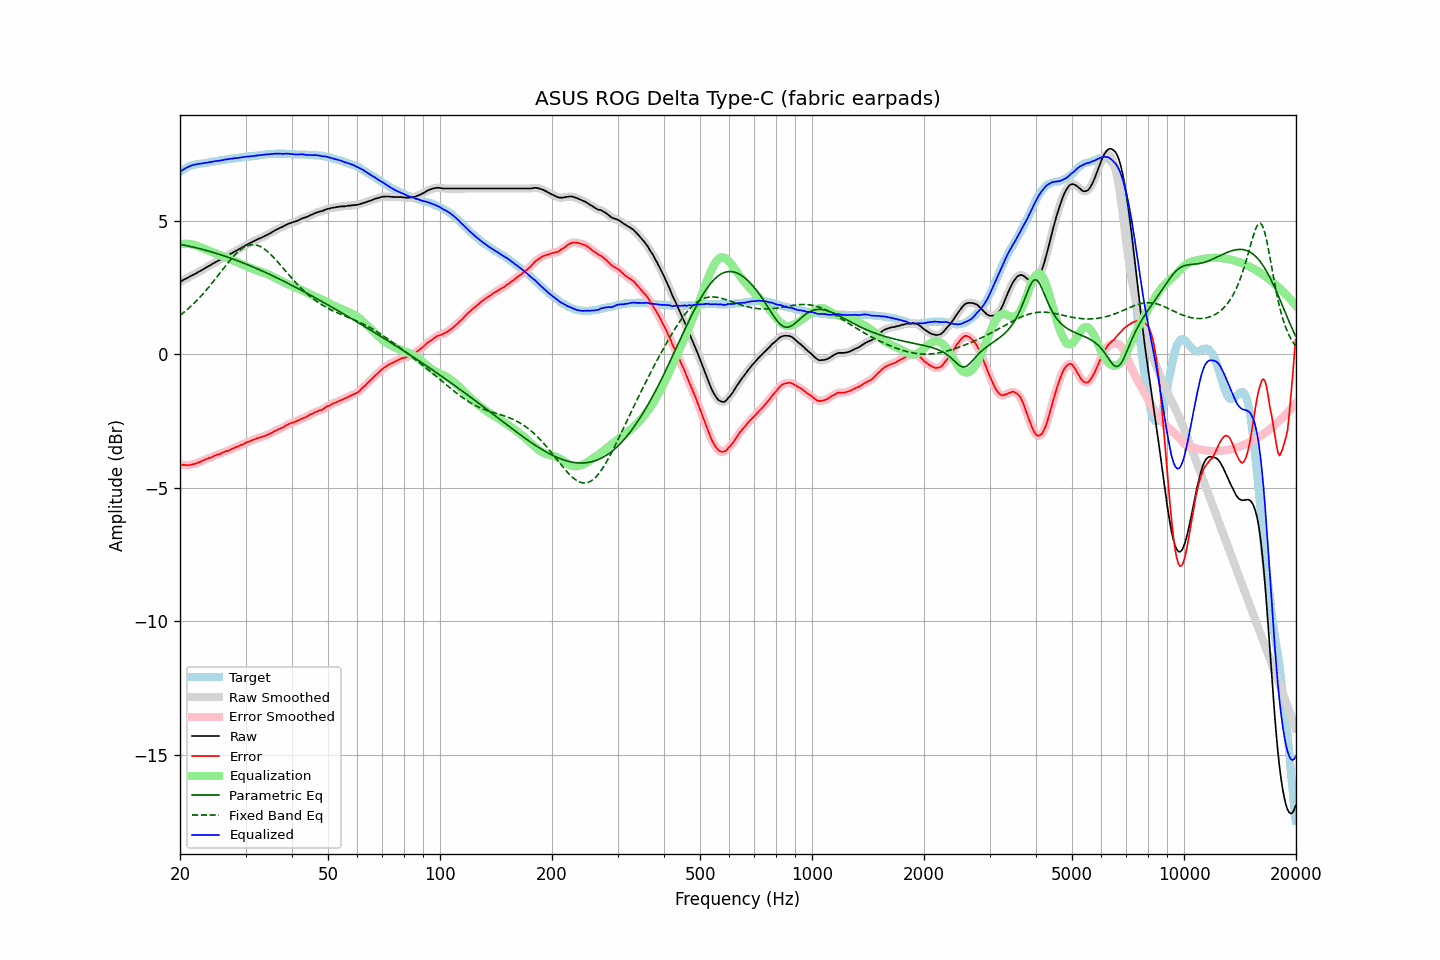 ASUS ROG Delta Type-C (fabric earpads)
Amplitude (dBr)
5
0
−5
−10
−15
Target
Raw Smoothed
Error Smoothed
Raw
Error
Equalization
Parametric Eq
Fixed Band Eq
Equalized
20 50 100 200 500 1000 2000 5000 10000 20000
Frequency (Hz)